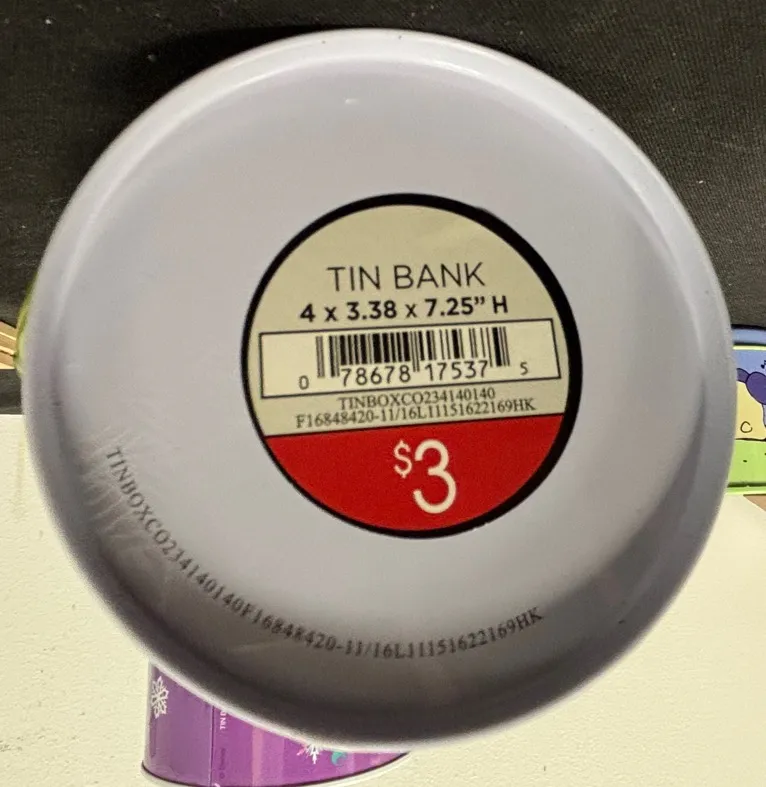 TIN BANK
4 x 3.38 x 7.25” H
0 78678 17537 5
TINBOXCO234140140
F16848420-11/16L11151622169HK
$3
TINBOXCO234140140F16848420-11/16L11151622169HK